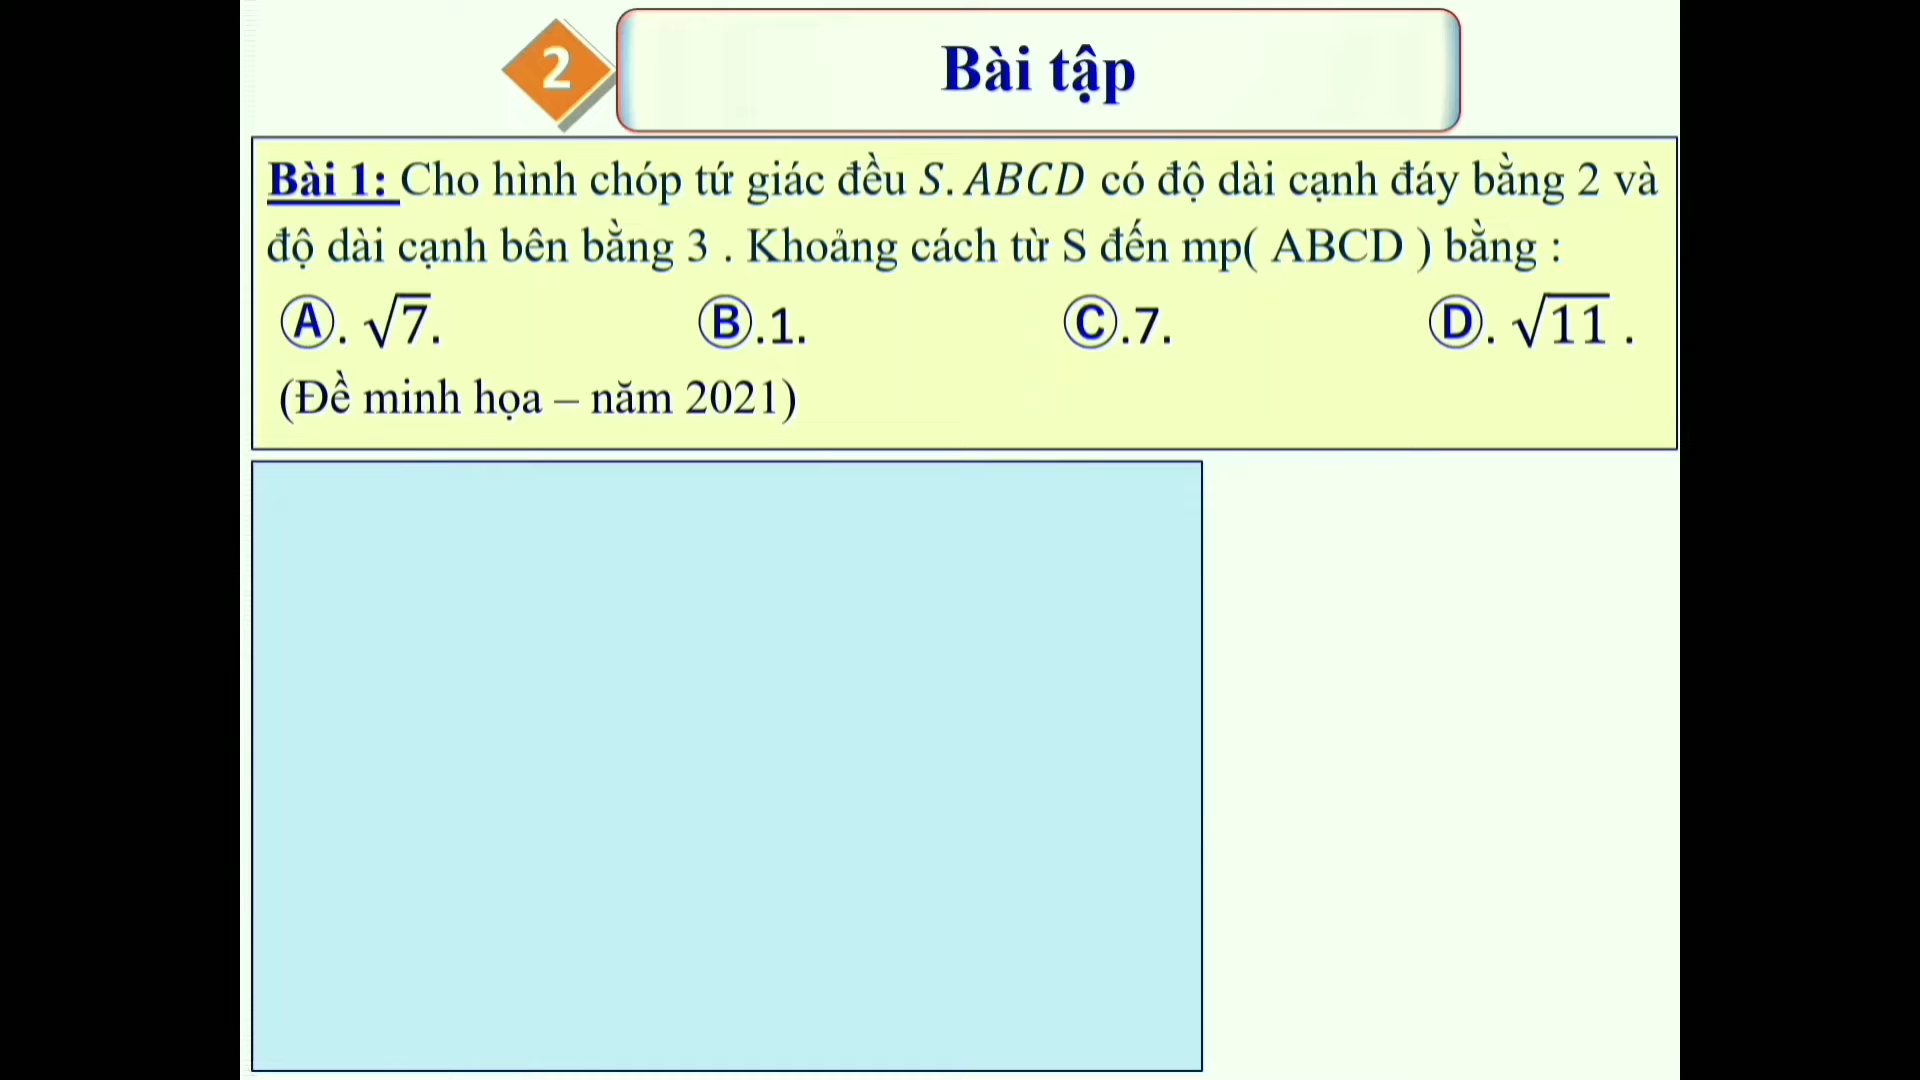 2
Bài tập
Bài 1: Cho hình chóp tứ giác đều S.ABCD có độ dài cạnh đáy bằng 2 và
độ dài cạnh bên bằng 3 . Khoảng cách từ S đến mp( ABCD ) bằng :
Ⓐ. √7. Ⓑ.1. Ⓒ.7. Ⓓ. √11 .
(Đề minh họa – năm 2021)